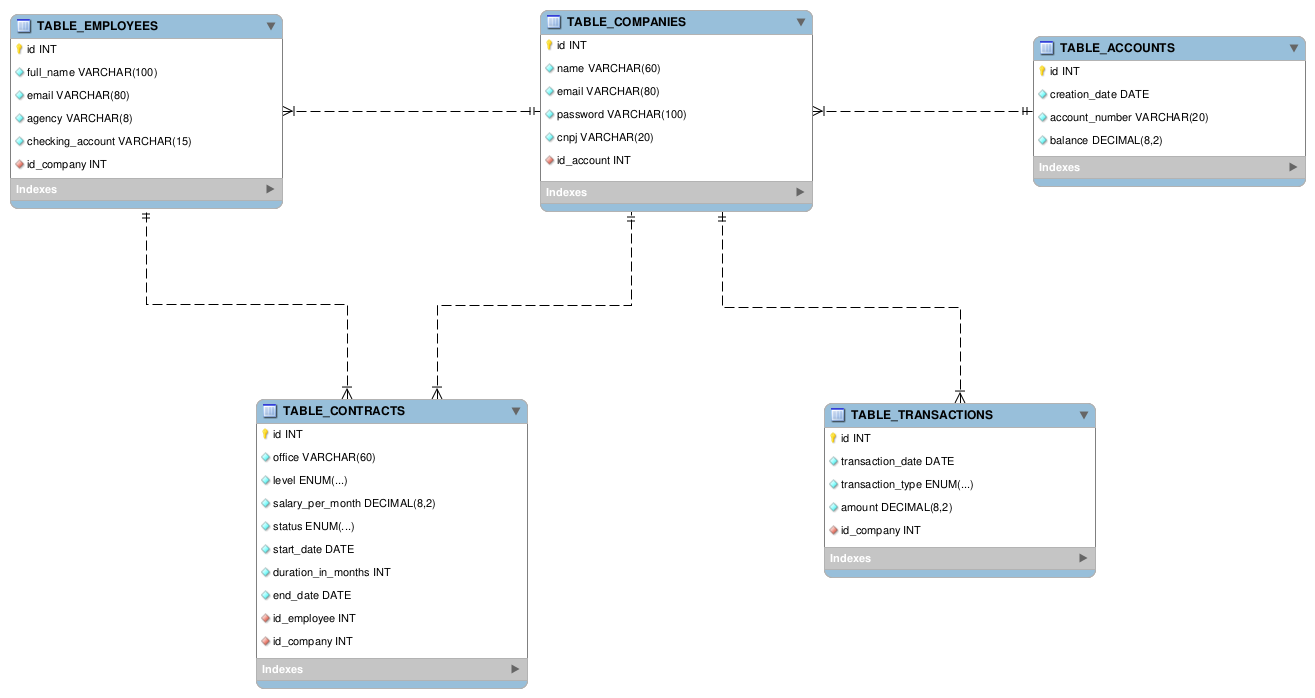 TABLE_EMPLOYEES
id INT
full_name VARCHAR(100)
email VARCHAR(80)
agency VARCHAR(8)
checking_account VARCHAR(15)
id_company INT
Indexes
TABLE_COMPANIES
id INT
name VARCHAR(60)
email VARCHAR(80)
password VARCHAR(100)
cnpj VARCHAR(20)
id_account INT
Indexes
TABLE_ACCOUNTS
id INT
creation_date DATE
account_number VARCHAR(20)
balance DECIMAL(8,2)
Indexes
TABLE_CONTRACTS
id INT
office VARCHAR(60)
level ENUM(...)
salary_per_month DECIMAL(8,2)
status ENUM(...)
start_date DATE
duration_in_months INT
end_date DATE
id_employee INT
id_company INT
Indexes
TABLE_TRANSACTIONS
id INT
transaction_date DATE
transaction_type ENUM(...)
amount DECIMAL(8,2)
id_company INT
Indexes